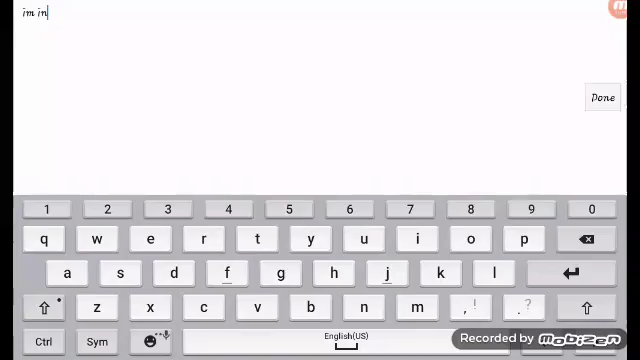 im in
Done
1 2 3 4 5 6 7 8 9 0
q w e r t y u i o p
a s d f g h j k l
z x c v b n m , ! . ?
Ctrl Sym English(US)
Recorded by mobizen